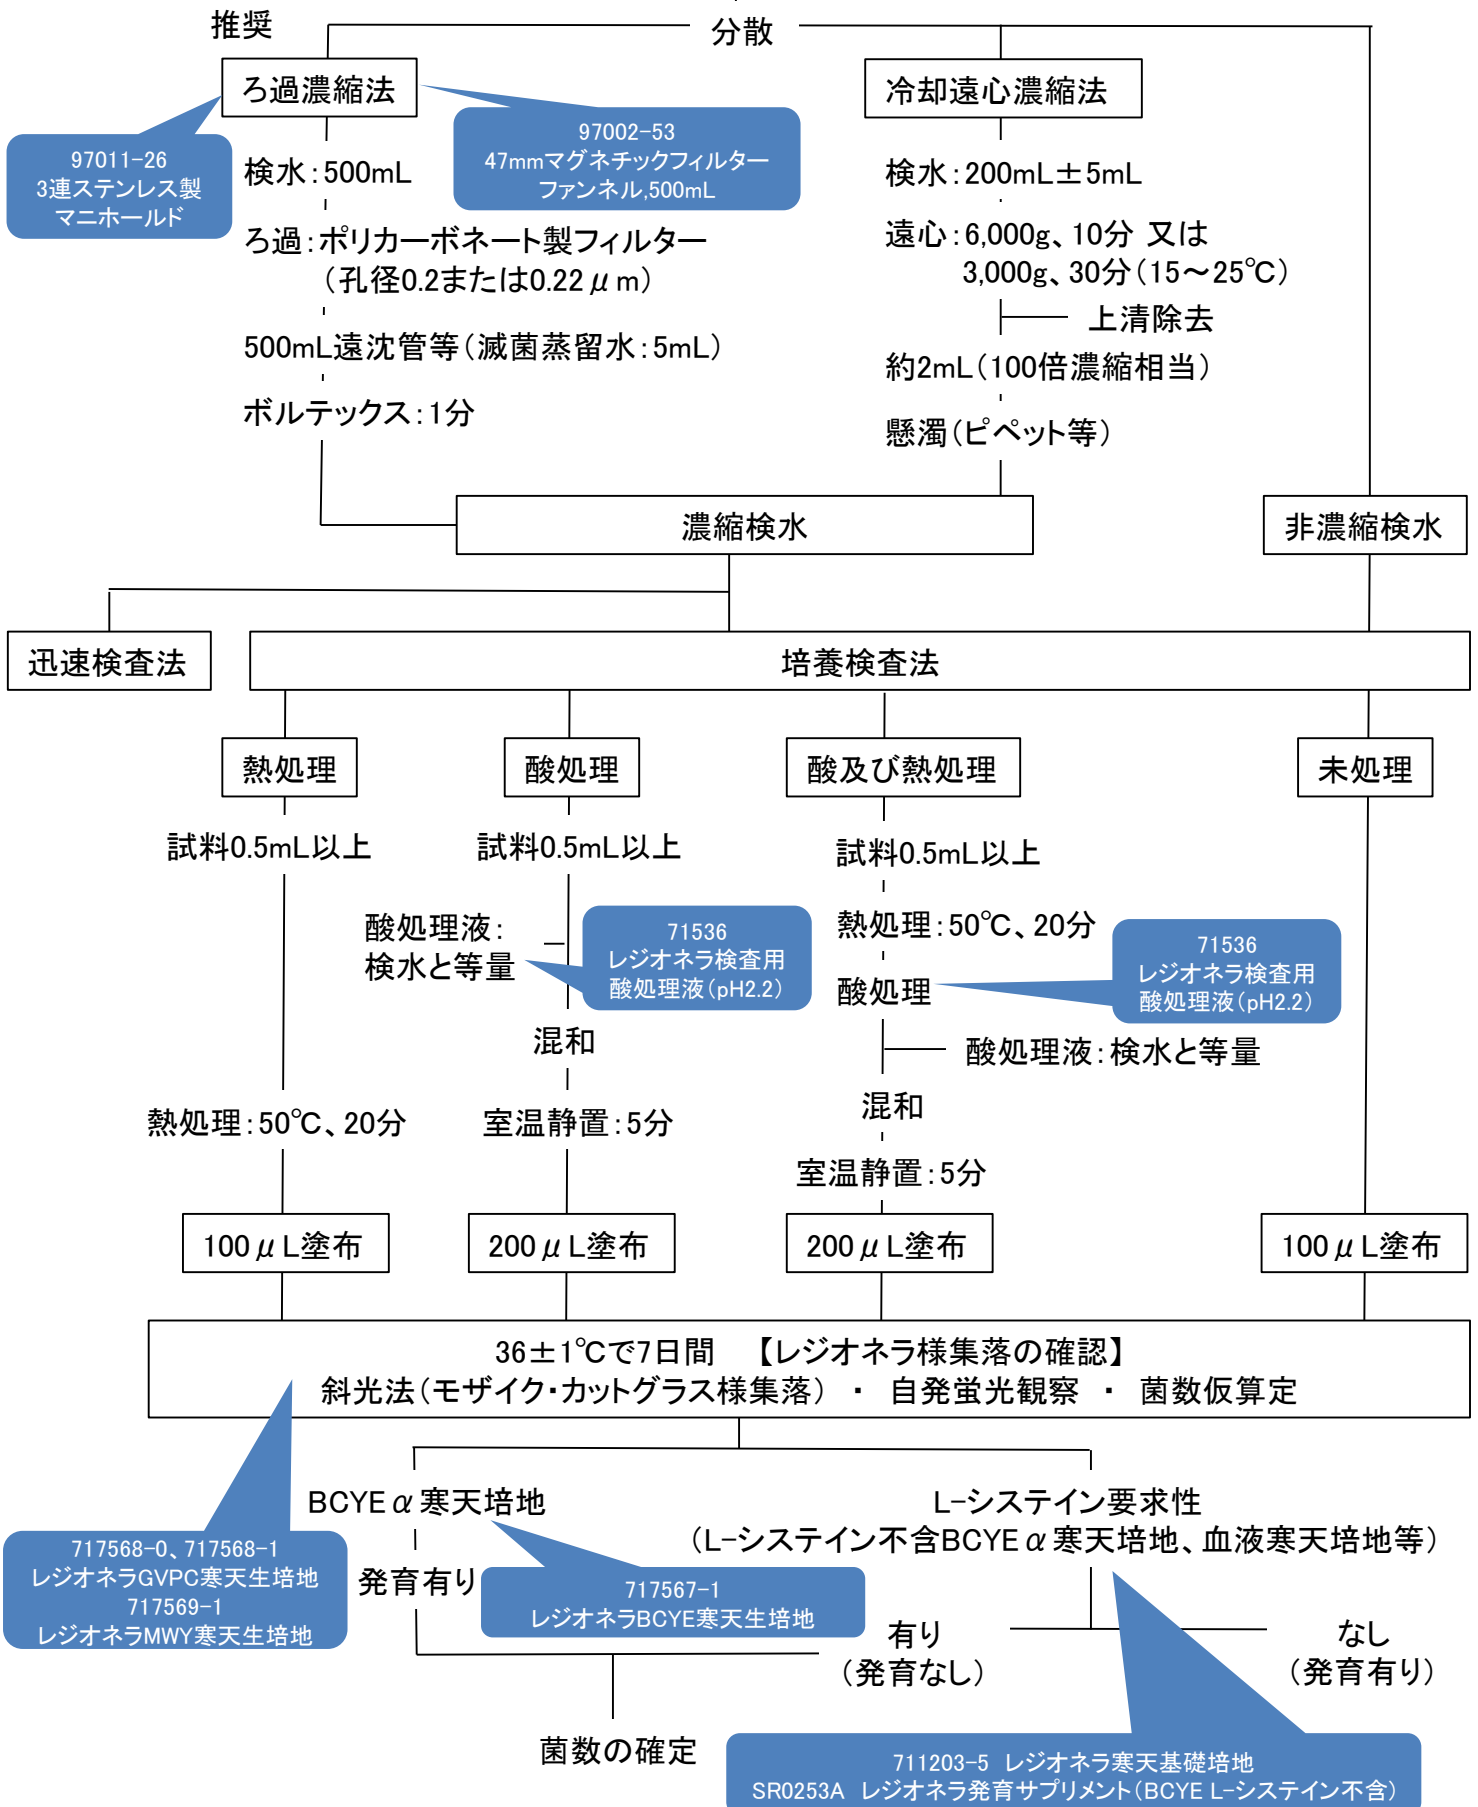 推奨
分散
ろ過濃縮法
冷却遠心濃縮法
97011-26
3連ステンレス製
マニホールド
97002-53
47mmマグネチックフィルター
ファンネル,500mL
検水：500mL
ろ過：ポリカーボネート製フィルター
（孔径0.2または0.22μm）
500mL遠沈管等（滅菌蒸留水：5mL）
ボルテックス：1分
検水：200mL±5mL
遠心：6,000g、10分 又は
3,000g、30分（15～25℃）
上清除去
約2mL（100倍濃縮相当）
懸濁（ピペット等）
濃縮検水
非濃縮検水
迅速検査法
培養検査法
熱処理
酸処理
酸及び熱処理
未処理
試料0.5mL以上
熱処理：50℃、20分
試料0.5mL以上
酸処理液：
検水と等量
71536
レジオネラ検査用
酸処理液（pH2.2）
混和
室温静置：5分
試料0.5mL以上
熱処理：50℃、20分
酸処理
71536
レジオネラ検査用
酸処理液（pH2.2）
酸処理液：検水と等量
混和
室温静置：5分
100μL塗布
200μL塗布
200μL塗布
100μL塗布
36±1℃で7日間　【レジオネラ様集落の確認】
斜光法（モザイク・カットグラス様集落） ・ 自発蛍光観察 ・ 菌数仮算定
BCYEα寒天培地
L-システイン要求性
（L-システイン不含BCYEα寒天培地、血液寒天培地等）
717568-0、717568-1
レジオネラGVPC寒天生培地
717569-1
レジオネラMWY寒天生培地
発育有り
717567-1
レジオネラBCYE寒天生培地
有り
（発育なし）
なし
（発育有り）
菌数の確定
711203-5 レジオネラ寒天基礎培地
SR0253A レジオネラ発育サプリメント（BCYE L-システイン不含）